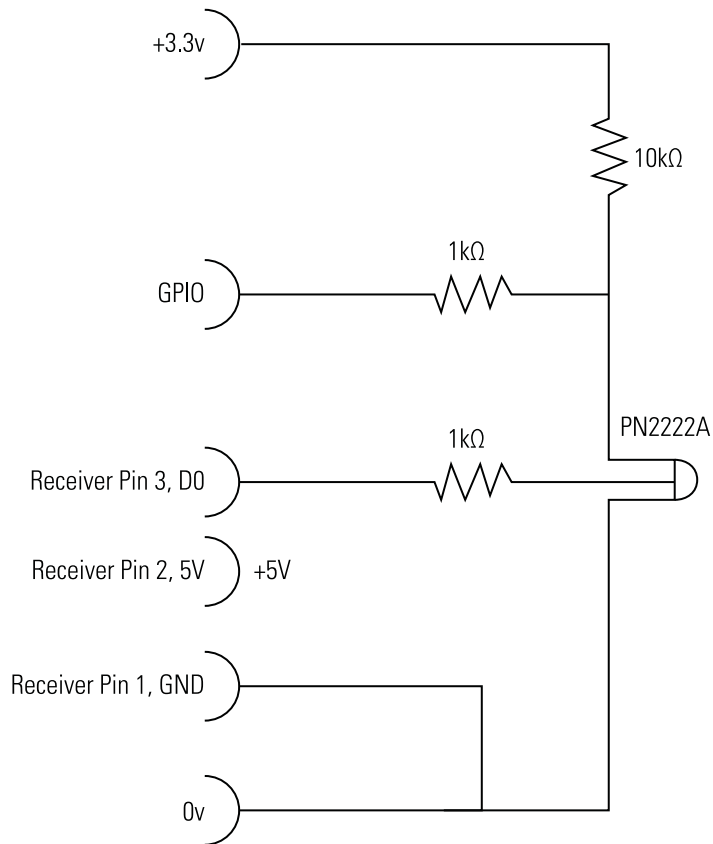 +3.3v
10kΩ
1kΩ
GPIO
PN2222A
1kΩ
Receiver Pin 3, D0
Receiver Pin 2, 5V
+5V
Receiver Pin 1, GND
0v